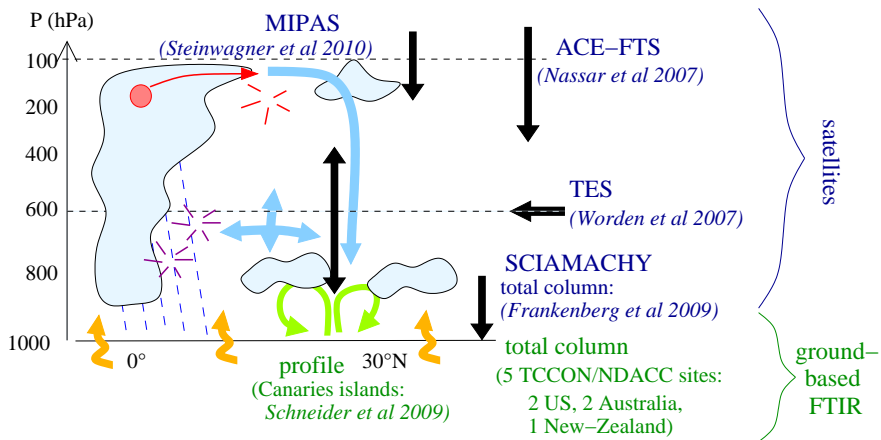 P (hPa)
MIPAS
(Steinwagner et al 2010)
ACE−FTS
(Nassar et al 2007)
100
200
400
600
800
1000
TES
(Worden et al 2007)
SCIAMACHY
total column:
(Frankenberg et al 2009)
satellites
0°
30°N
profile
(Canaries islands:
Schneider et al 2009)
total column
(5 TCCON/NDACC sites:
2 US, 2 Australia,
1 New−Zealand)
ground−
based
FTIR